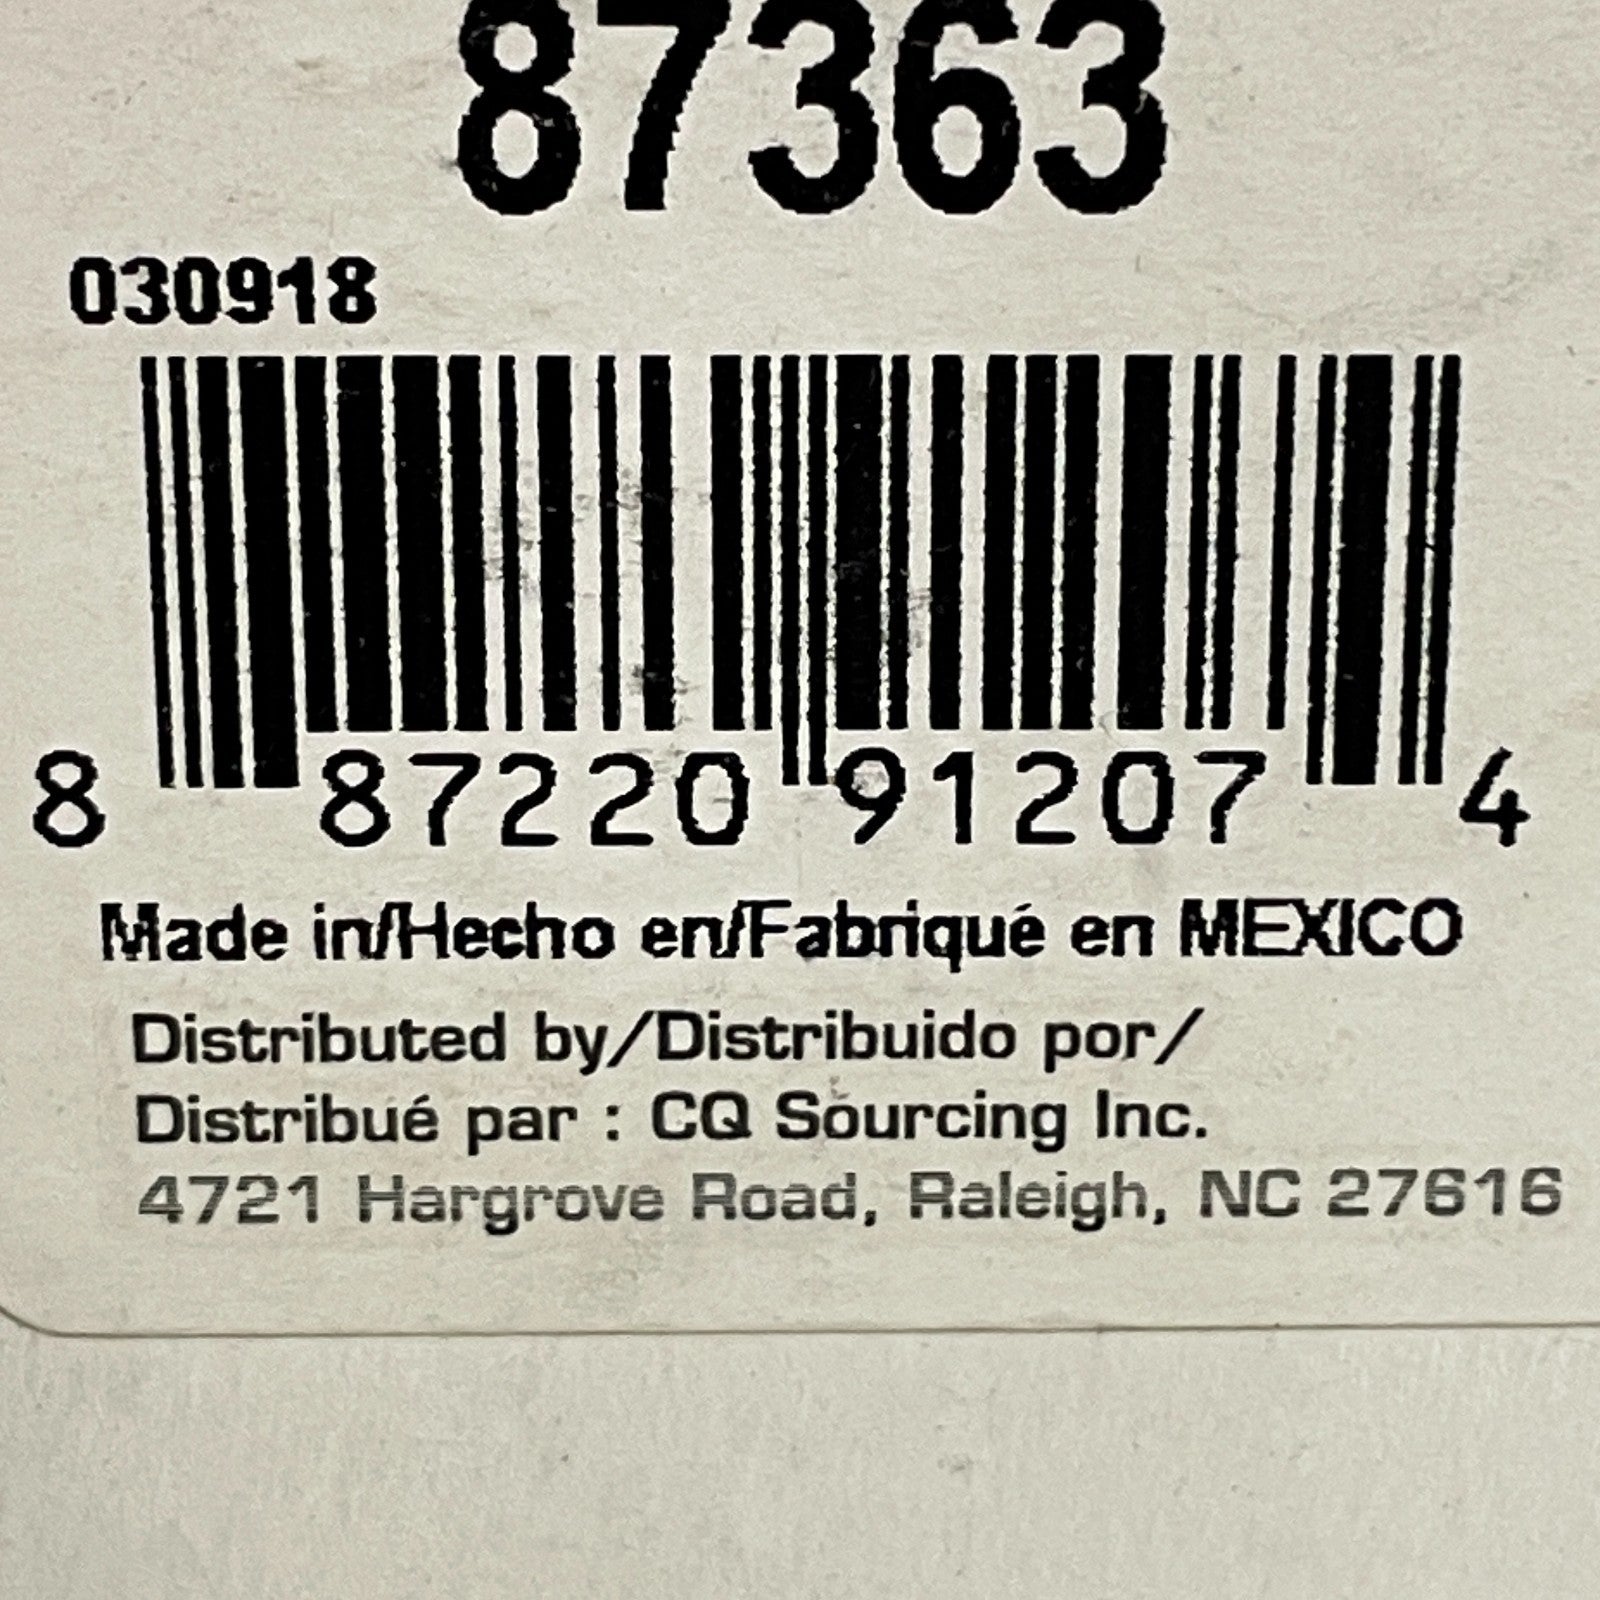 87363
030918
8 87220 91207 4
Made in/Hecho en/Fabriqué en MEXICO
Distributed by/Distribuido por/
Distribué par : CQ Sourcing Inc.
4721 Hargrove Road, Raleigh, NC 27616